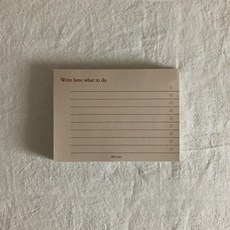 Write here what to do